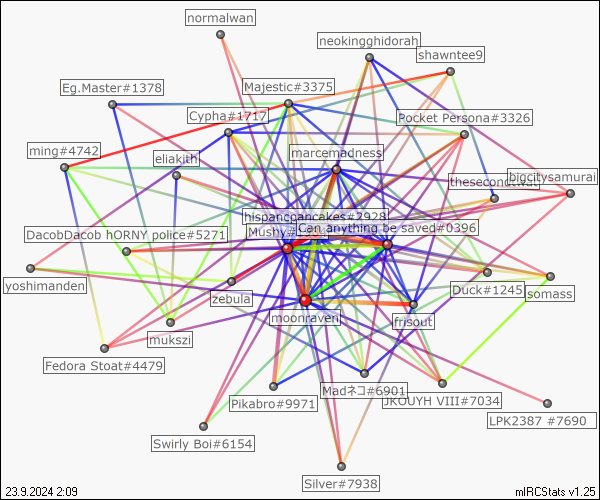 normalwan
neokingghidorah
shawntee9
Eg.Master#1378
Majestic#3375
Cypha#1717
Pocket Persona#3326
ming#4742
eliakith
marcemadness
bigcitysamurai
hispancpancakes#2928
Can anything be saved#0396
Mushy#
DacobDacob hORNY police#5271
yoshimanden
zebula
Duck#1245
somass
moonraven
frisout
mukszi
Fedora Stoat#4479
Madネコ#6901
JKOUYH VIII#7034
Pikabro#9971
LPK2387 #7690
Swirly Boi#6154
Silver#7938
23.9.2024 2:09
mIRCStats v1.25